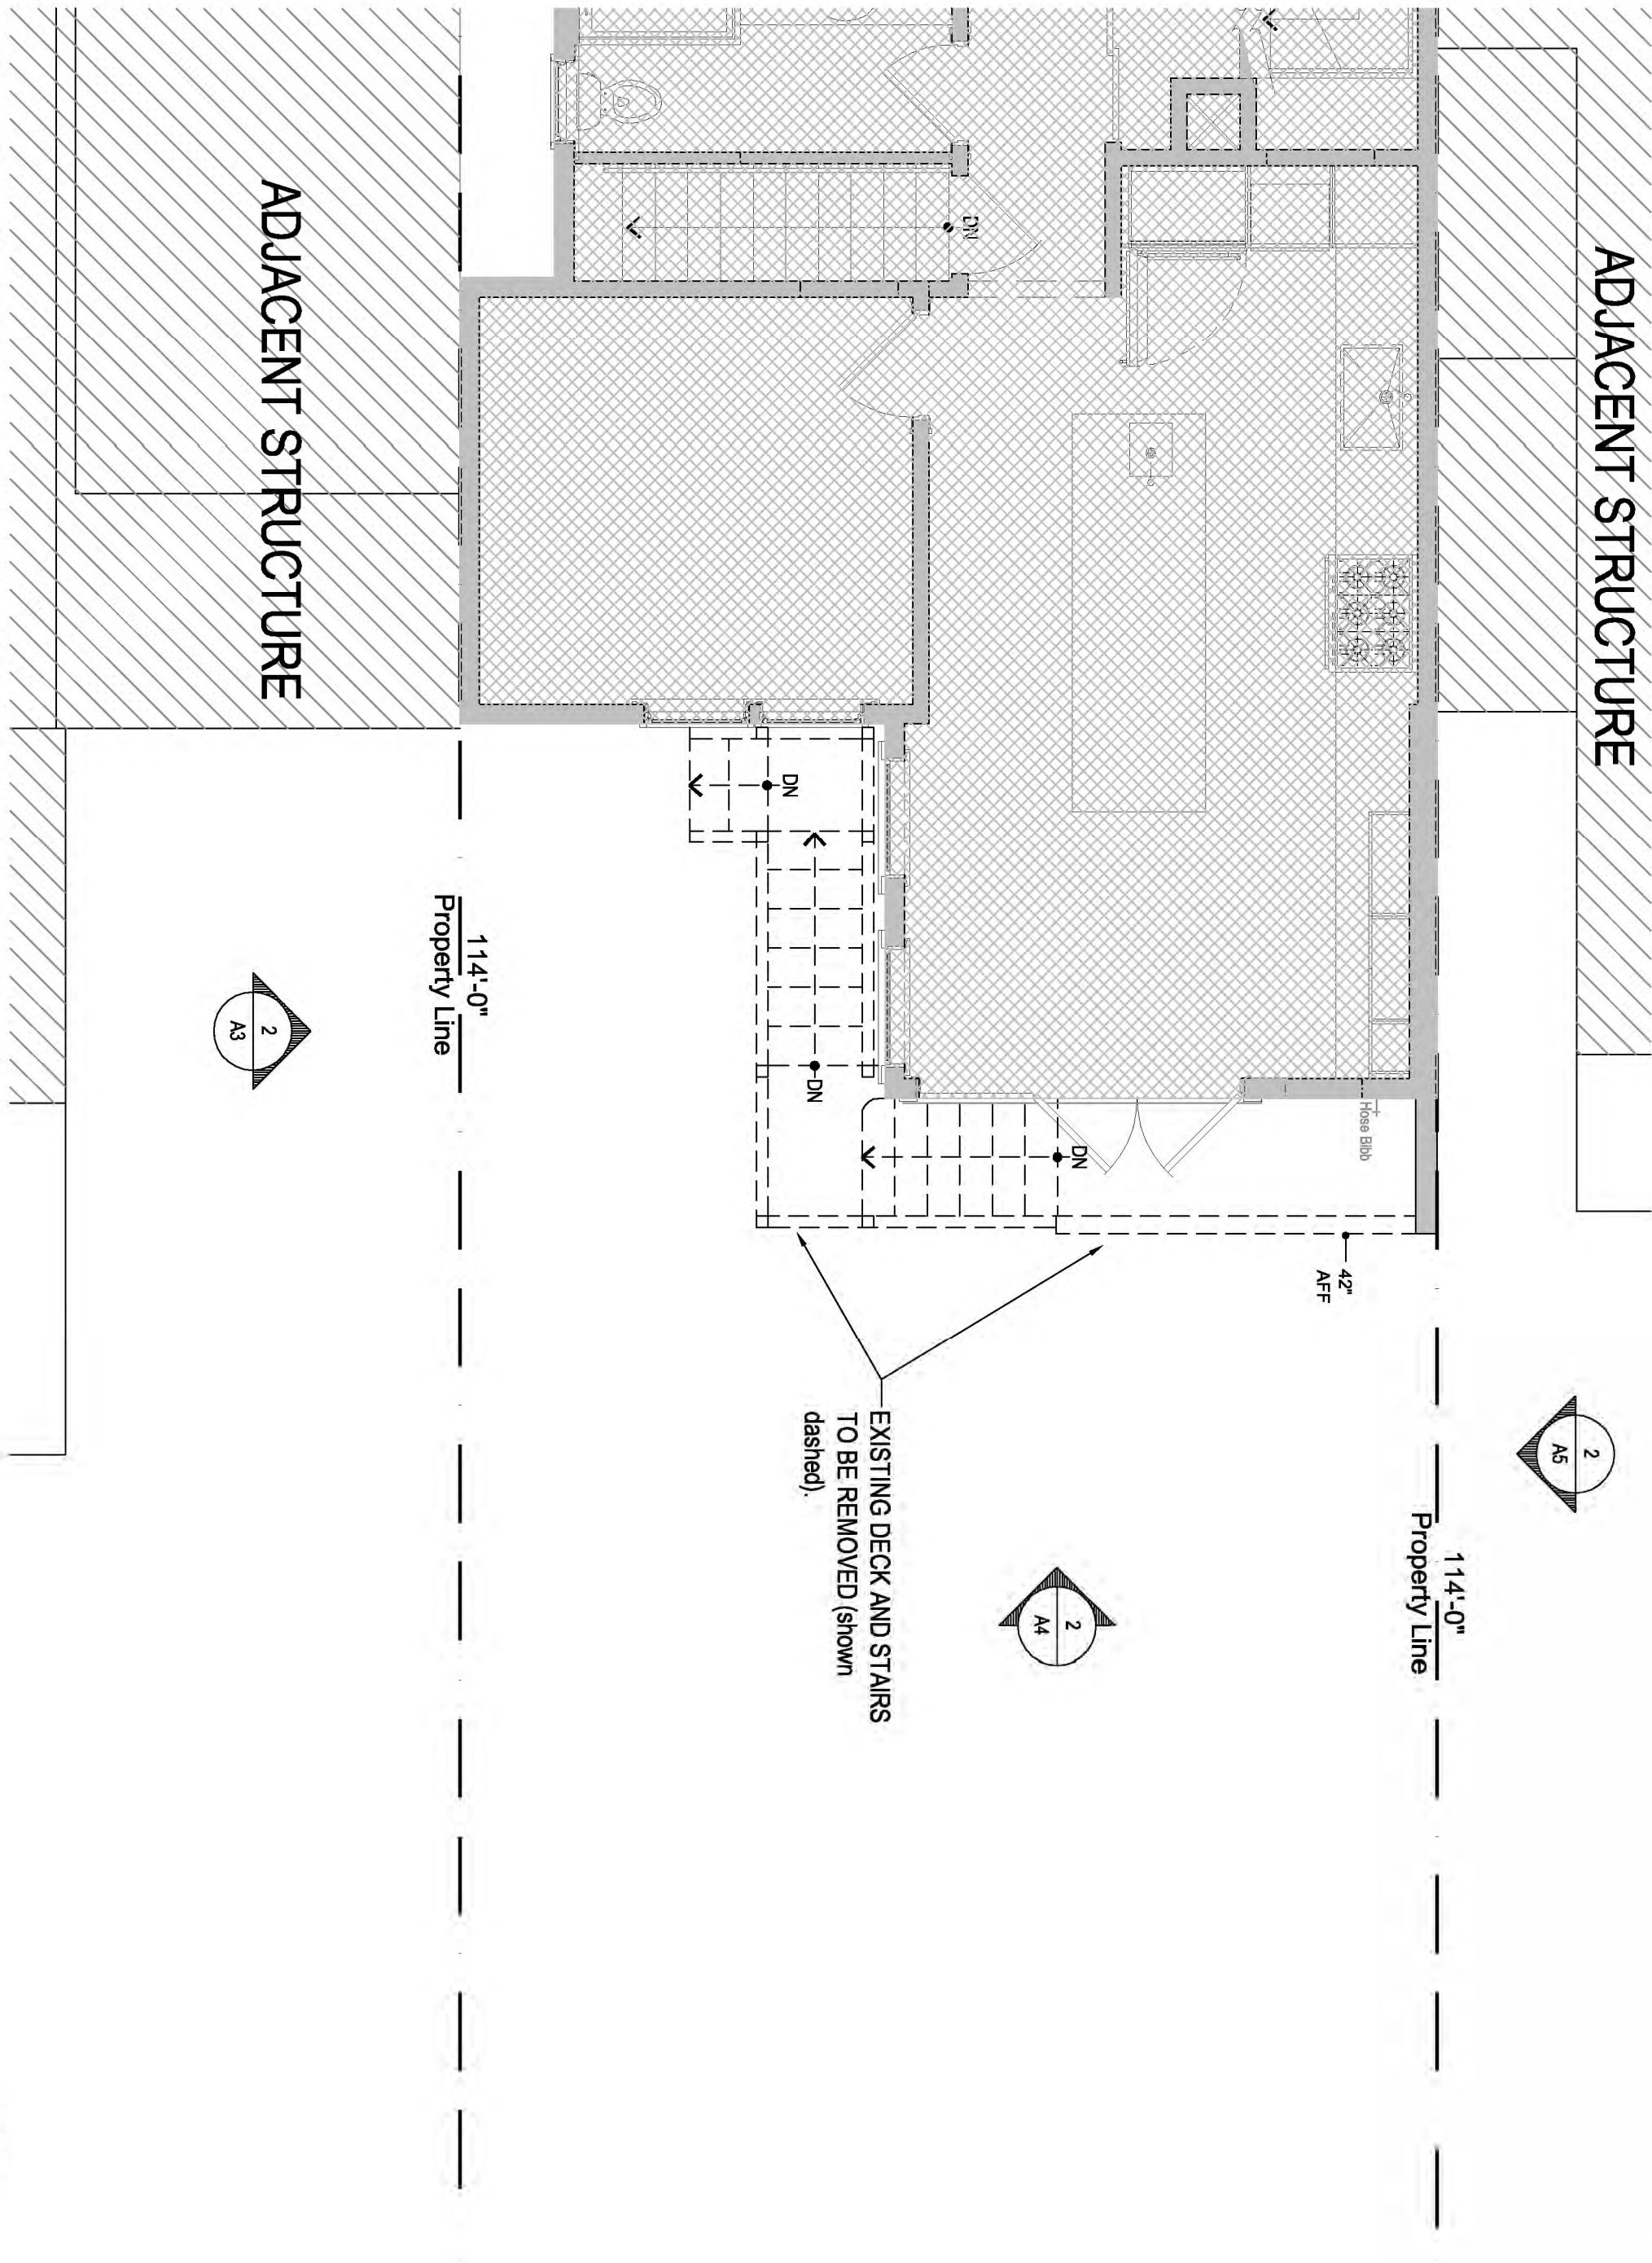 ADJACENT STRUCTURE
114'-0"
Property Line
2
A5
Hose Bibb
42"
AFF
DN
DN
DN
DN
EXISTING DECK AND STAIRS
TO BE REMOVED (shown
dashed).
2
A4
114'-0"
Property Line
2
A3
ADJACENT STRUCTURE